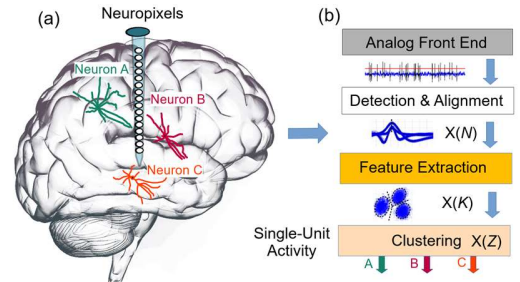 (a)
Neuropixels
Neuron A
Neuron B
Neuron C
(b)
Analog Front End
Detection & Alignment
X(N)
Feature Extraction
X(K)
Single-Unit
Activity
Clustering X(Z)
A B C